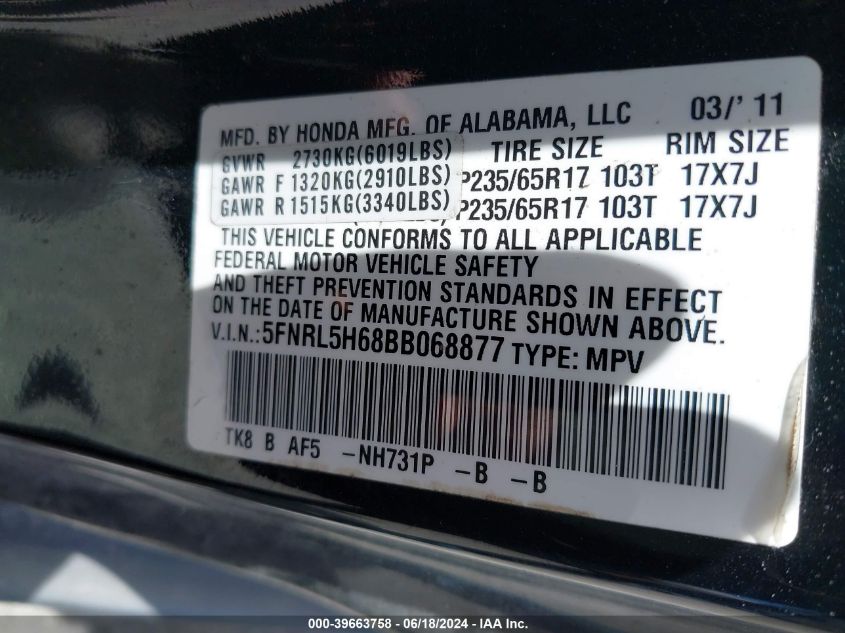 MFD. BY HONDA MFG. OF ALABAMA, LLC 03/' 11
GVWR 2730KG(6019LBS) TIRE SIZE RIM SIZE
GAWR F 1320KG(2910LBS) P235/65R17 103T 17X7J
GAWR R 1515KG(3340LBS) P235/65R17 103T 17X7J
THIS VEHICLE CONFORMS TO ALL APPLICABLE
FEDERAL MOTOR VEHICLE SAFETY
AND THEFT PREVENTION STANDARDS IN EFFECT
ON THE DATE OF MANUFACTURE SHOWN ABOVE.
V.I.N.:5FNRL5H68BB068877 TYPE: MPV
TK8 B AF5 -NH731P -B -B
000-39663758 - 06/18/2024 - IAA Inc.